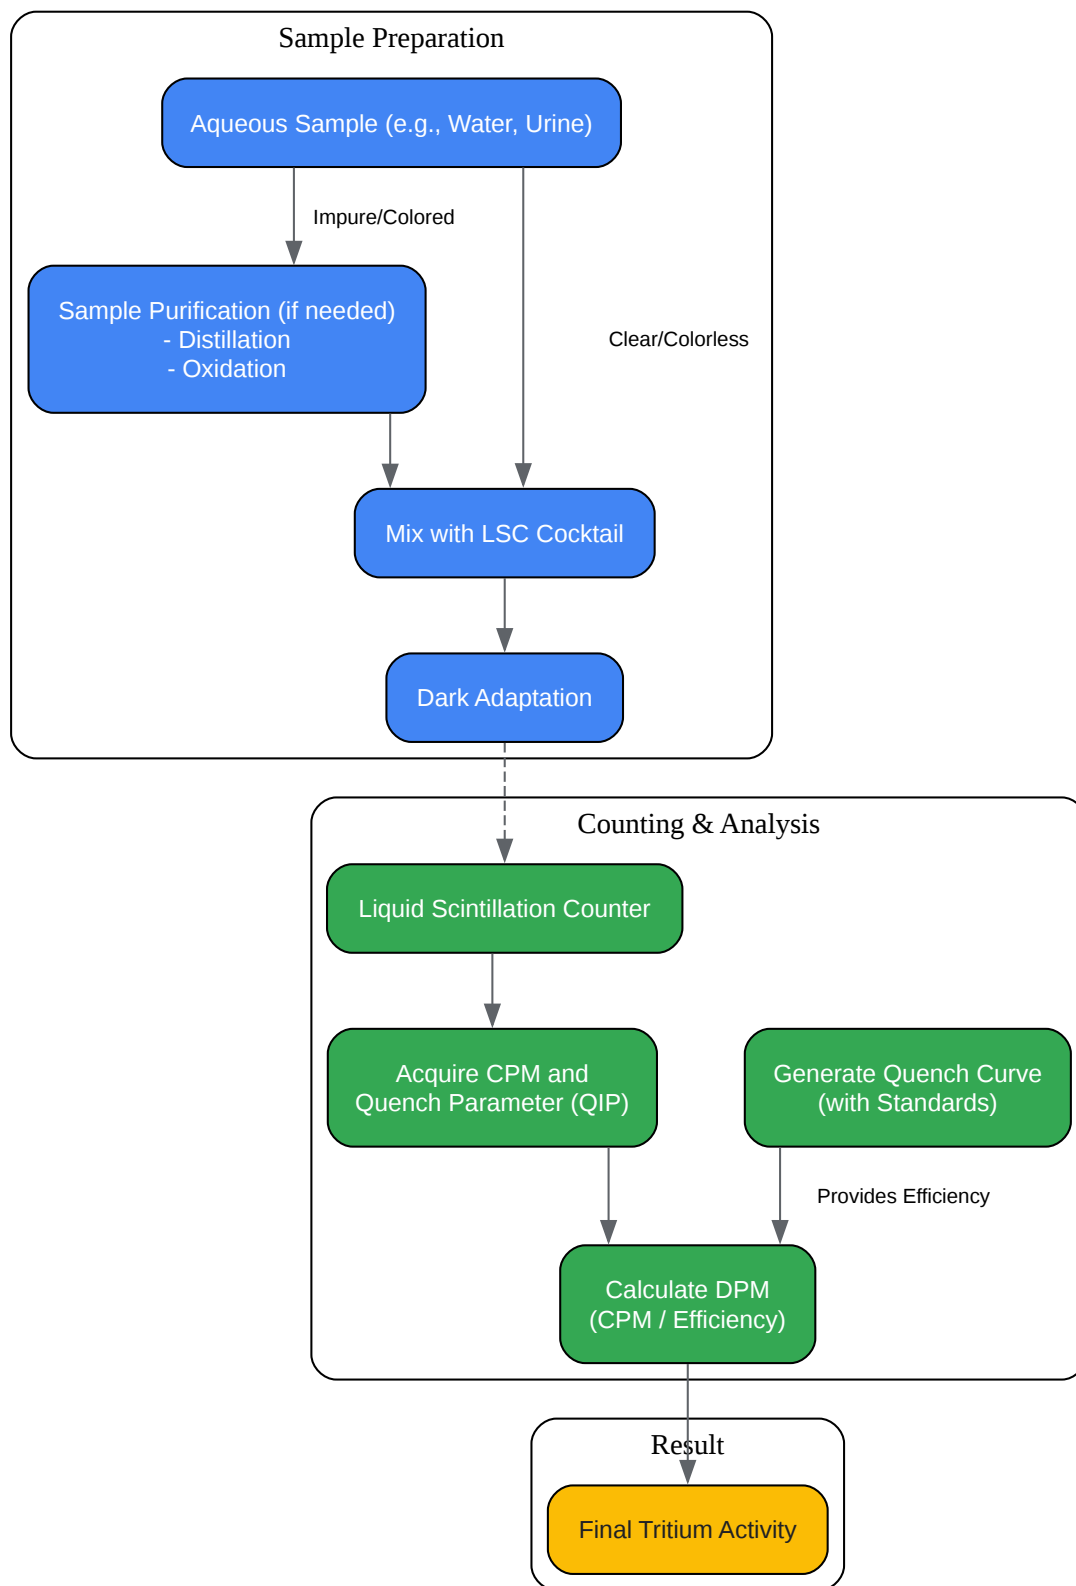 Sample Preparation
Aqueous Sample (e.g., Water, Urine)
Impure/Colored
Sample Purification (if needed)
- Distillation
- Oxidation
Clear/Colorless
Mix with LSC Cocktail
Dark Adaptation
Counting & Analysis
Liquid Scintillation Counter
Acquire CPM and
Quench Parameter (QIP)
Generate Quench Curve
(with Standards)
Provides Efficiency
Calculate DPM
(CPM / Efficiency)
Result
Final Tritium Activity